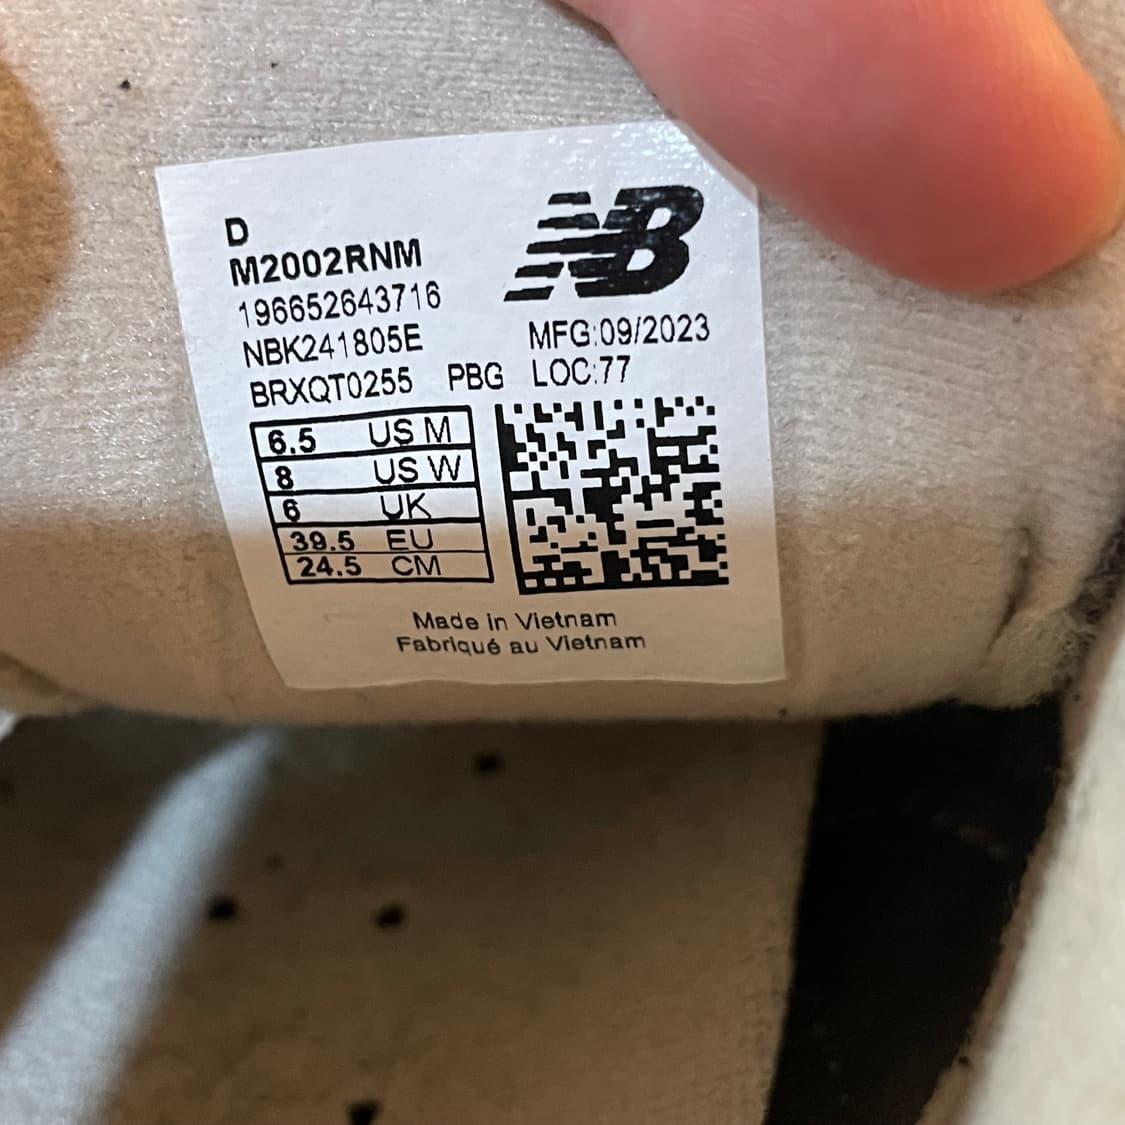 D
M2002RNM
196652643716
NBK241805E
BRXQT0255 PBG
NB
MFG:09/2023
LOC:77
6.5 US M
8 US W
6 UK
39.5 EU
24.5 CM
Made in Vietnam
Fabriqué au Vietnam